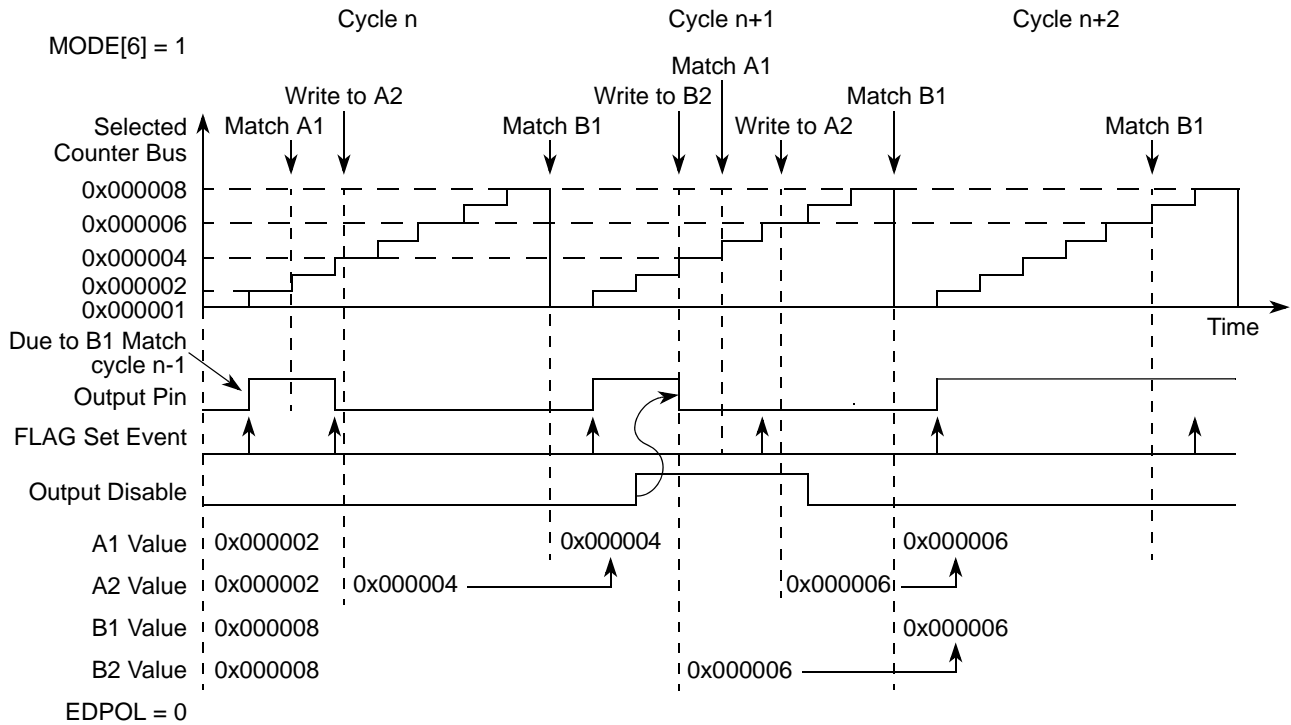 Cycle n Cycle n+1 Cycle n+2
MODE[6] = 1
Match A1
Write to A2 Write to B2 Match B1
Selected Match A1 Match B1 Write to A2 Match B1
Counter Bus
0x000008
0x000006
0x000004
0x000002
0x000001
Time
Due to B1 Match
cycle n-1
Output Pin
FLAG Set Event
Output Disable
A1 Value 0x000002 0x000004 0x000006
A2 Value 0x000002 0x000004 0x000006
B1 Value 0x000008 0x000006
B2 Value 0x000008 0x000006
EDPOL = 0